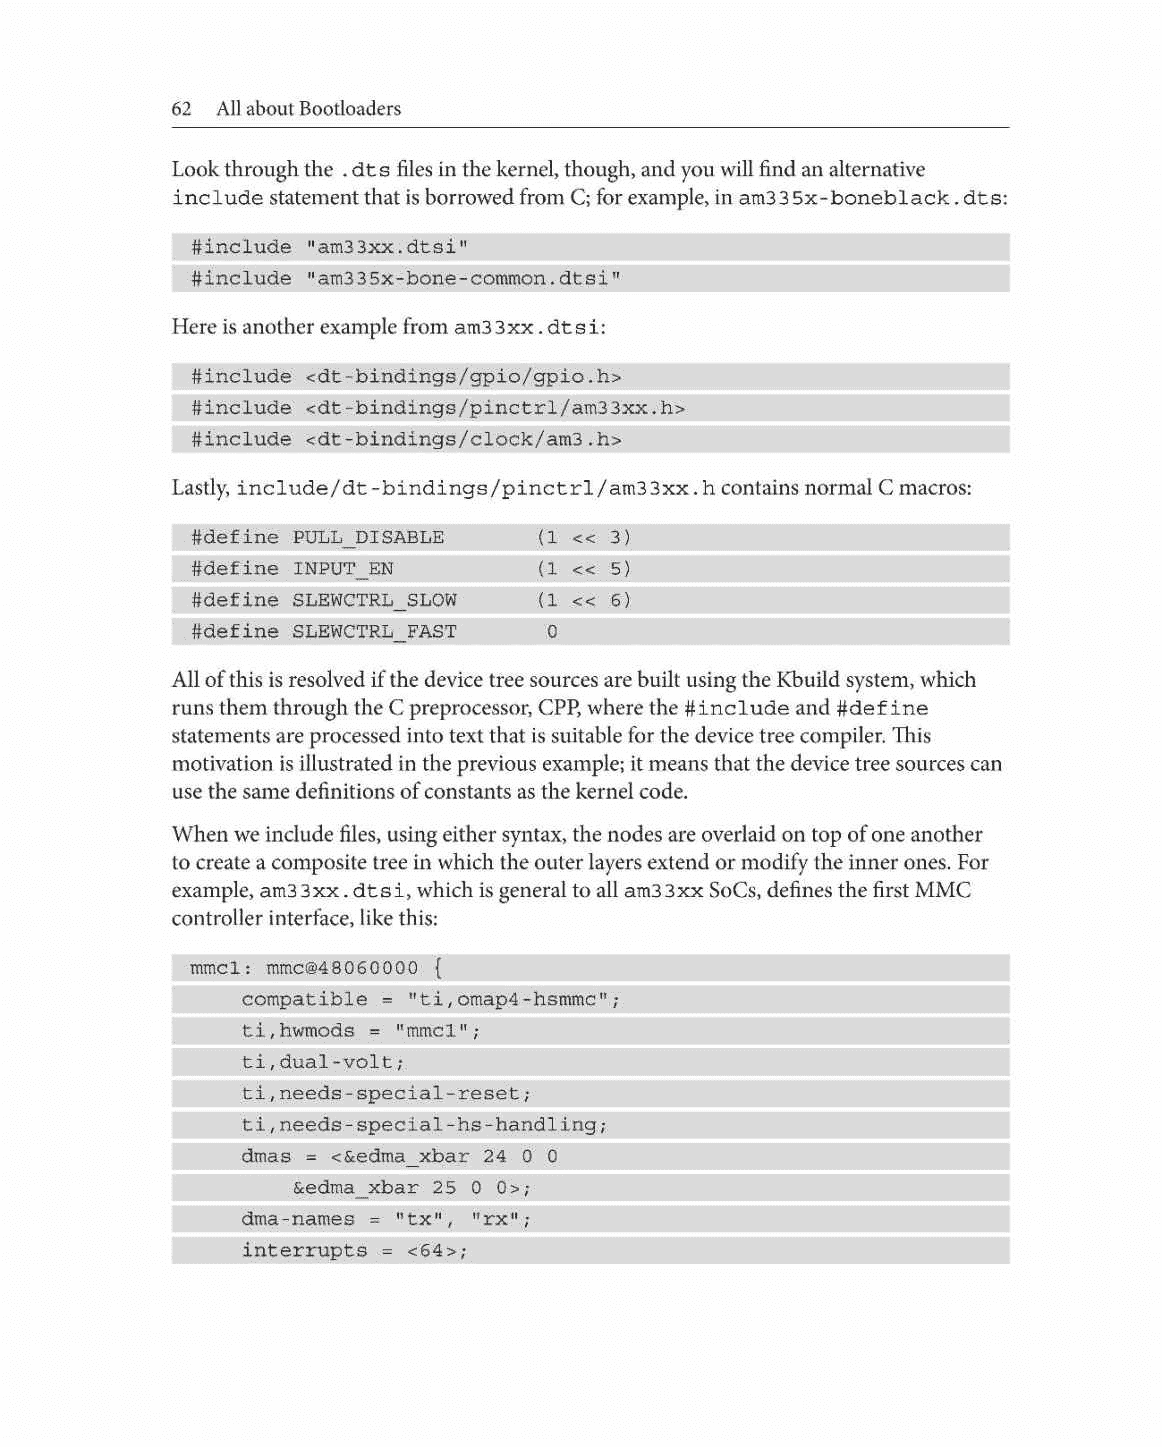 62 All about Bootloaders
Look through the .dts files in the kernel, though, and you will find an alternative
include statement that is borrowed from C; for example, in am335x-boneblack.dts:
#include "am33xx.dtsi"
#include "am335x-bone-common.dtsi"
Here is another example from am33xx.dtsi:
#include <dt-bindings/gpio/gpio.h>
#include <dt-bindings/pinctrl/am33xx.h>
#include <dt-bindings/clock/am3.h>
Lastly, include/dt-bindings/pinctrl/am33xx.h contains normal C macros:
#define PULL_DISABLE (1 << 3)
#define INPUT_EN (1 << 5)
#define SLEWCTRL_SLOW (1 << 6)
#define SLEWCTRL_FAST 0
All of this is resolved if the device tree sources are built using the Kbuild system, which
runs them through the C preprocessor, CPP, where the #include and #define
statements are processed into text that is suitable for the device tree compiler. This
motivation is illustrated in the previous example; it means that the device tree sources can
use the same definitions of constants as the kernel code.
When we include files, using either syntax, the nodes are overlaid on top of one another
to create a composite tree in which the outer layers extend or modify the inner ones. For
example, am33xx.dtsi, which is general to all am33xx SoCs, defines the first MMC
controller interface, like this:
mmc1: mmc@48060000 {
compatible = "ti,omap4-hsmmc";
ti,hwmods = "mmc1";
ti,dual-volt;
ti,needs-special-reset;
ti,needs-special-hs-handling;
dmas = <&edma_xbar 24 0 0
&edma_xbar 25 0 0>;
dma-names = "tx", "rx";
interrupts = <64>;